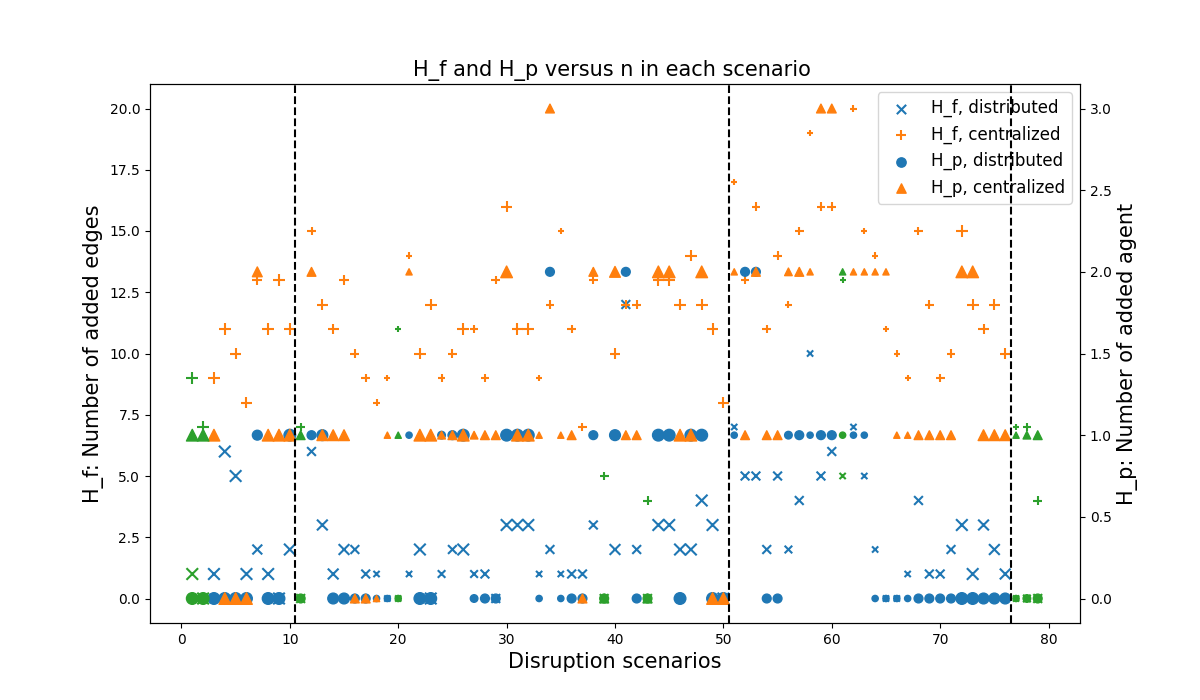 H_f and H_p versus n in each scenario
H_f: Number of added edges
20.0
17.5
15.0
12.5
10.0
7.5
5.0
2.5
0.0
H_f, distributed
H_f, centralized
H_p, distributed
H_p, centralized
3.0
2.5
2.0
1.5
1.0
0.5
0.0
H_p: Number of added agent
0 10 20 30 40 50 60 70 80
Disruption scenarios